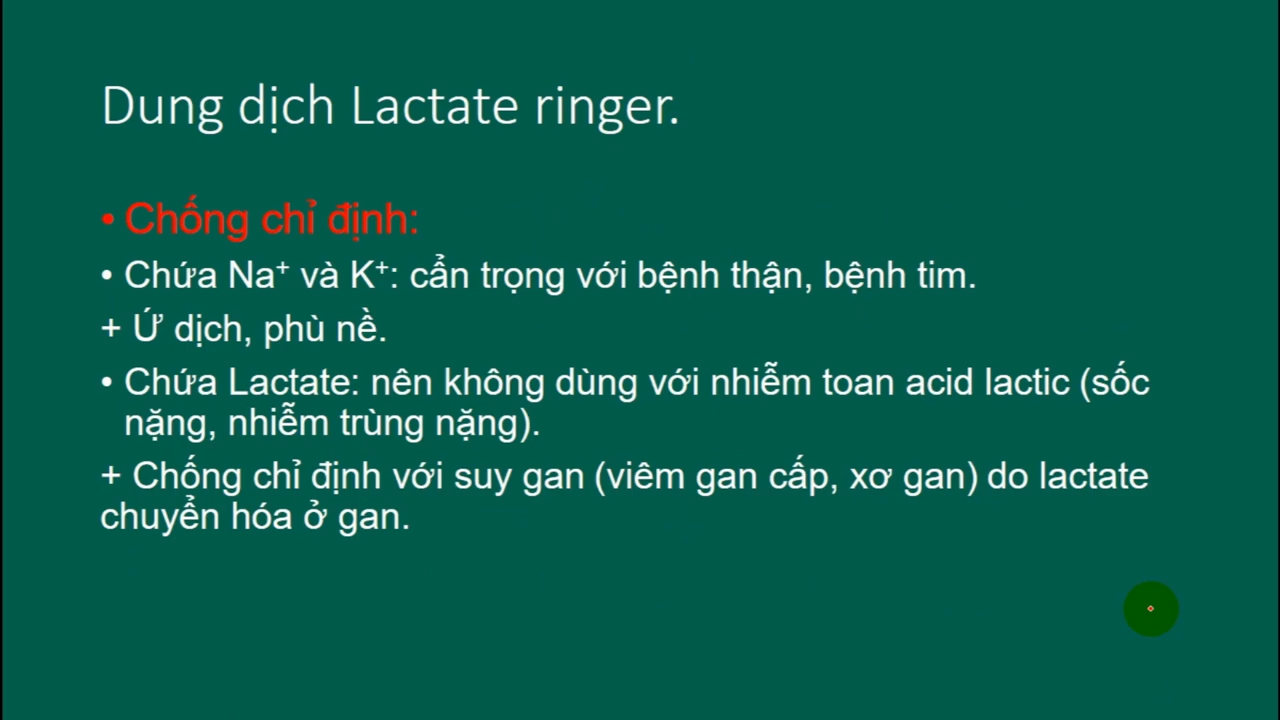 Dung dịch Lactate ringer.
• Chống chỉ định:
• Chứa Na⁺ và K⁺: cẩn trọng với bệnh thận, bệnh tim.
+ Ứ dịch, phù nề.
• Chứa Lactate: nên không dùng với nhiễm toan acid lactic (sốc
nặng, nhiễm trùng nặng).
+ Chống chỉ định với suy gan (viêm gan cấp, xơ gan) do lactate
chuyển hóa ở gan.